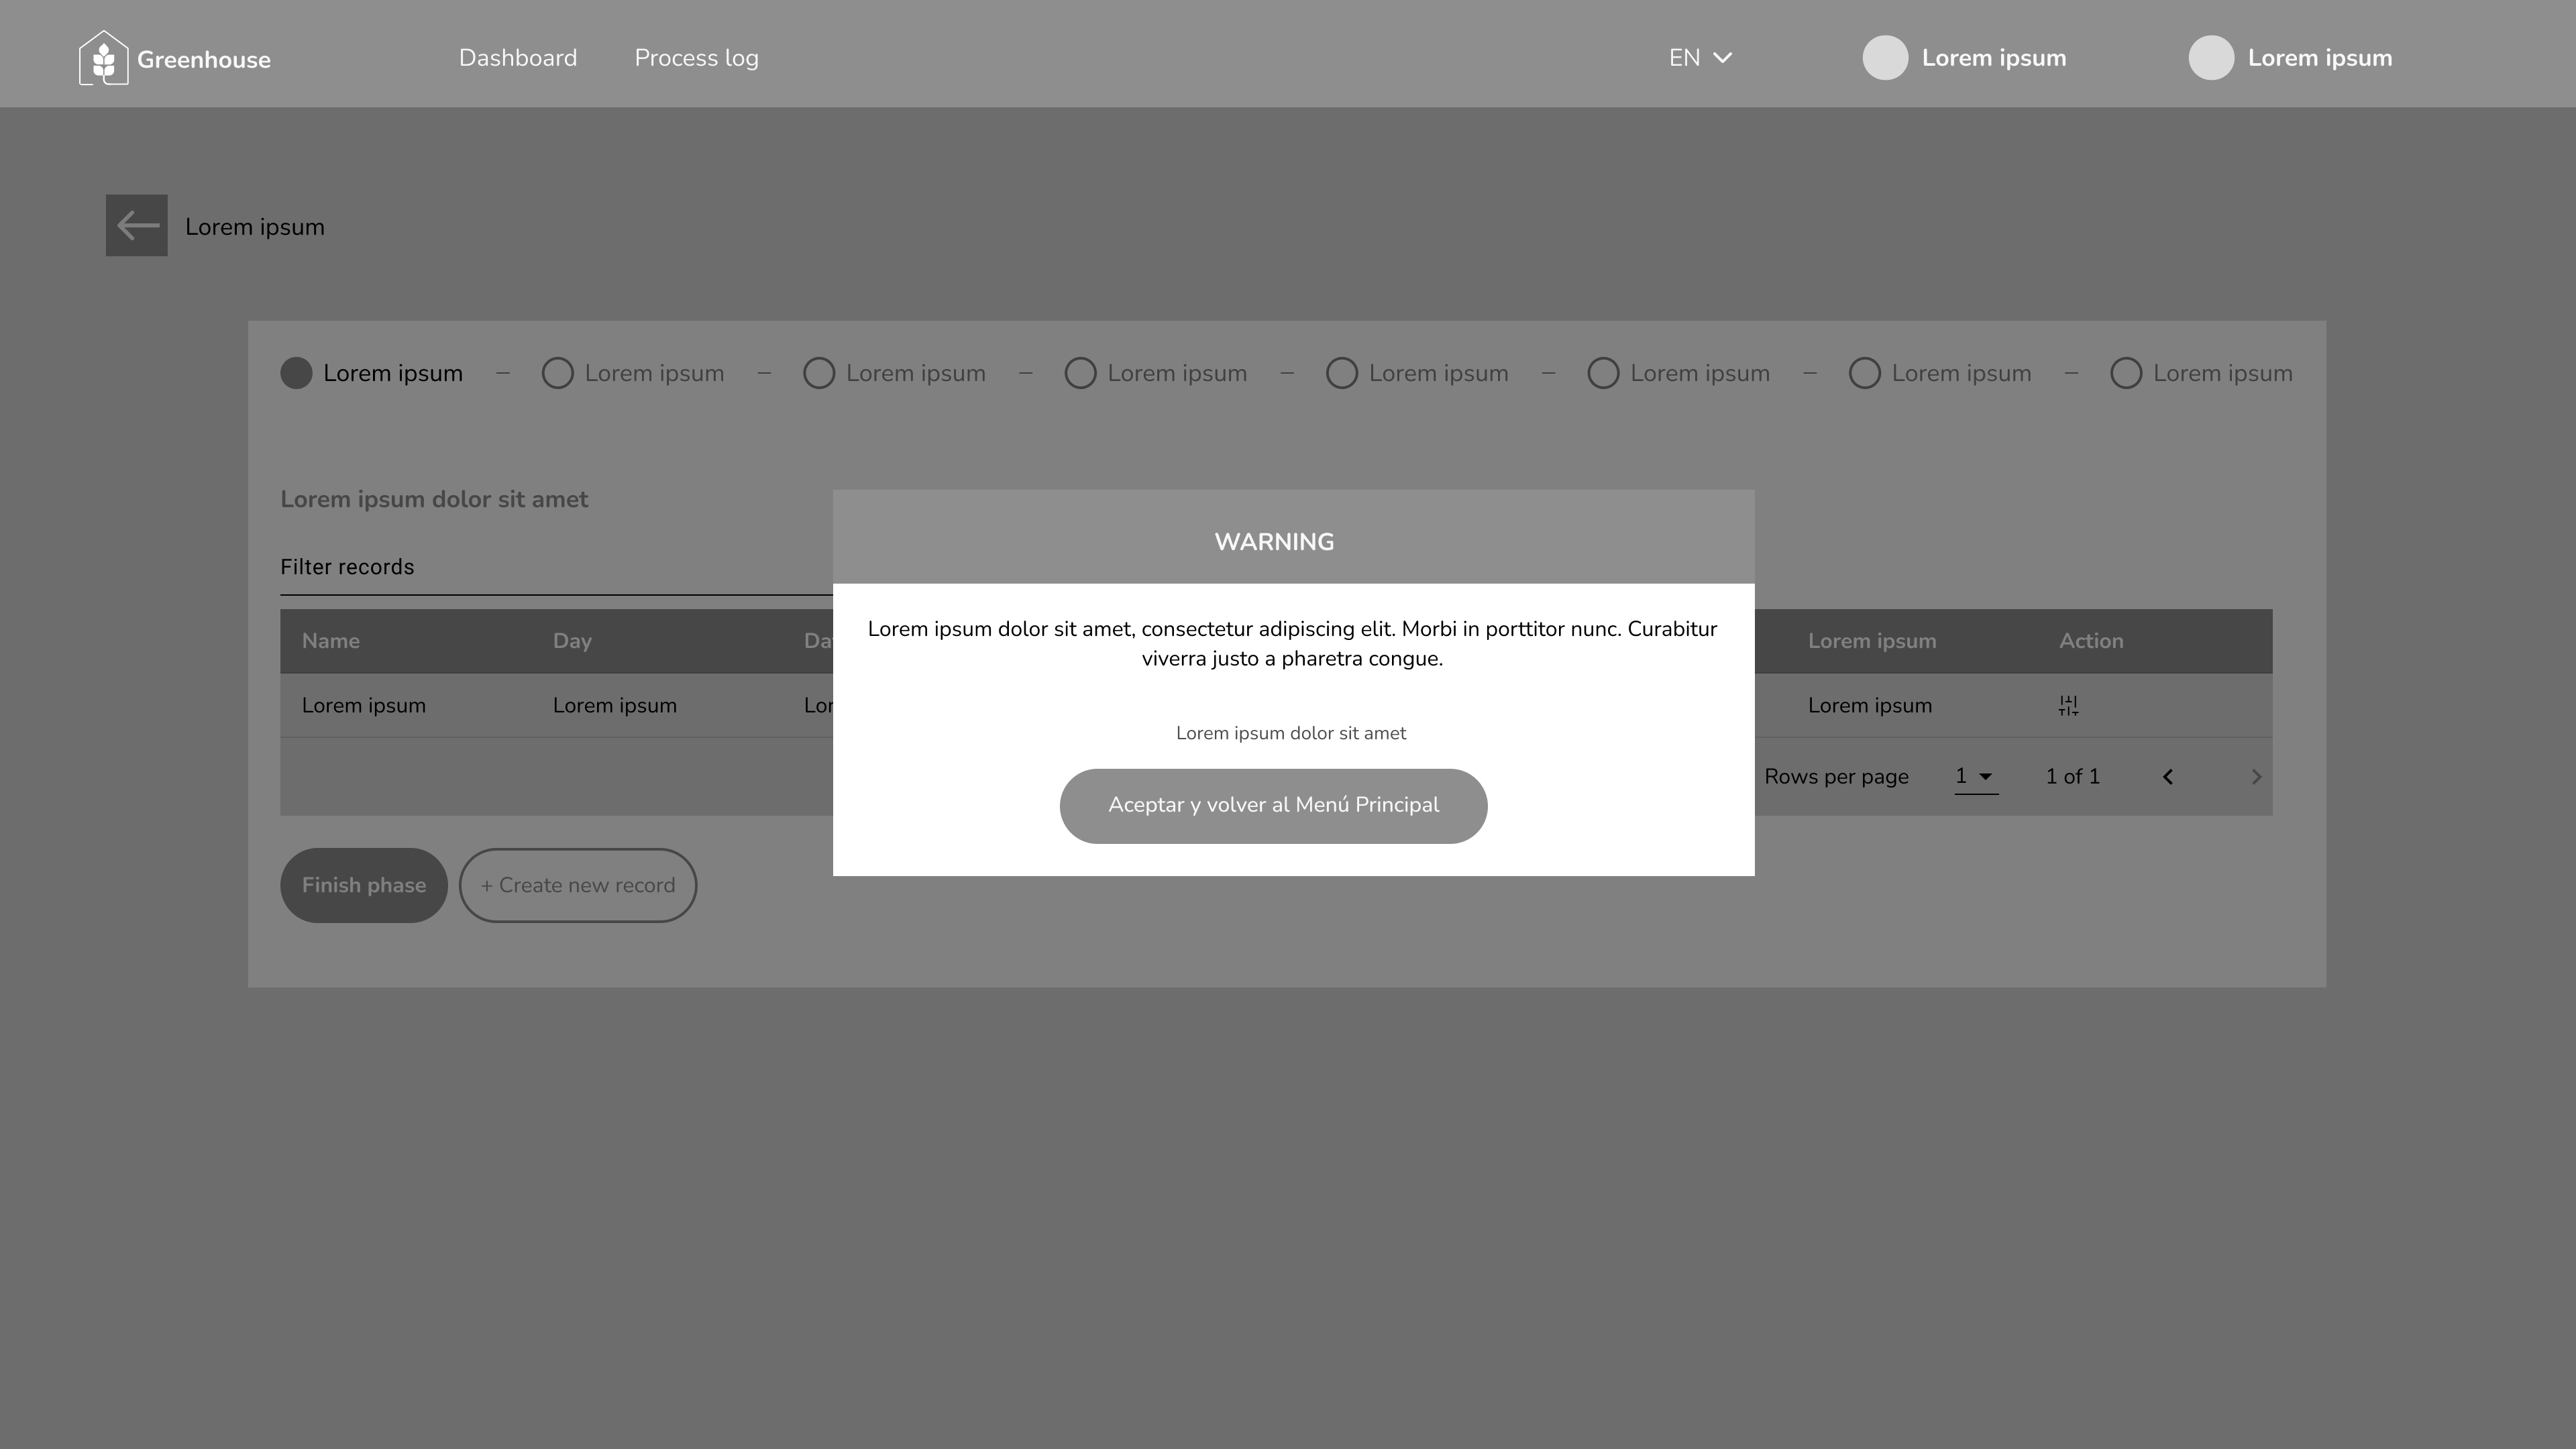 Greenhouse Dashboard Process log EN Lorem ipsum Lorem ipsum
Lorem ipsum
Lorem ipsum – Lorem ipsum – Lorem ipsum – Lorem ipsum – Lorem ipsum – Lorem ipsum – Lorem ipsum – Lorem ipsum
Lorem ipsum dolor sit amet
WARNING
Filter records
Lorem ipsum dolor sit amet, consectetur adipiscing elit. Morbi in porttitor nunc. Curabitur
viverra justo a pharetra congue.
Name Day Lorem ipsum Action
Lorem ipsum Lorem ipsum Lorem ipsum
Lorem ipsum dolor sit amet
Aceptar y volver al Menú Principal
Rows per page 1 1 of 1
Finish phase + Create new record